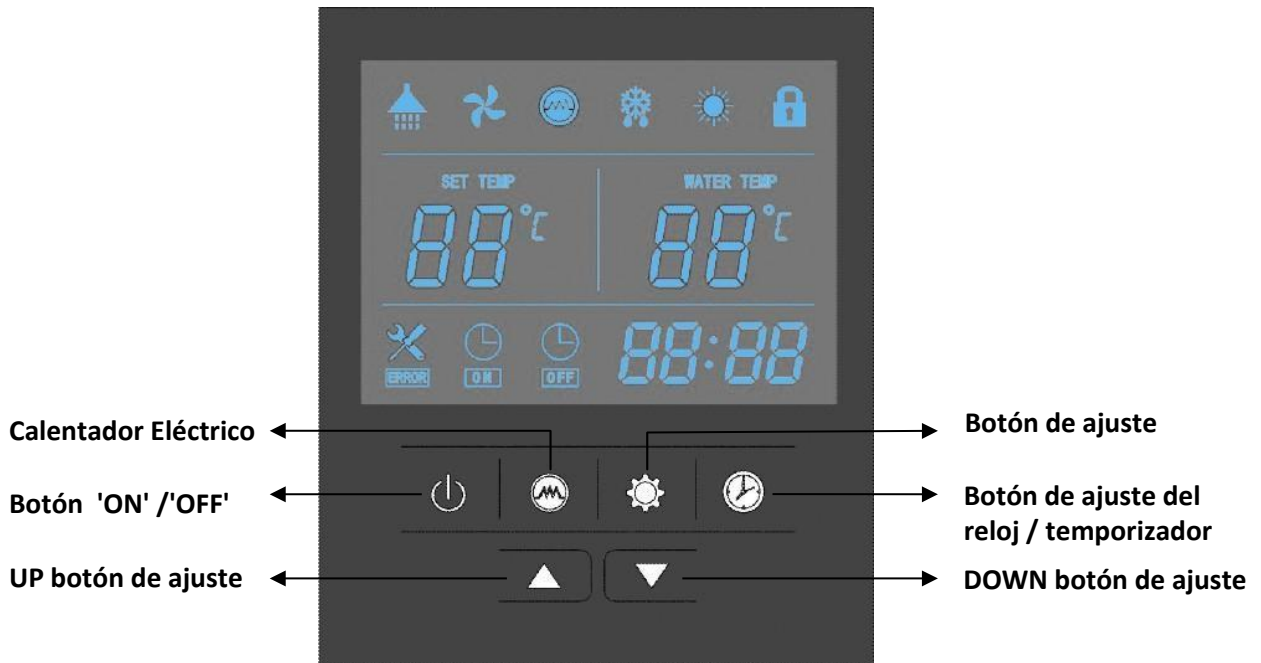 SET TEMP
WATER TEMP
88°C
88°C
ERROR
ON
OFF
88:88
Calentador Eléctrico
Botón de ajuste
Botón 'ON' /'OFF'
Botón de ajuste del
reloj / temporizador
UP botón de ajuste
DOWN botón de ajuste